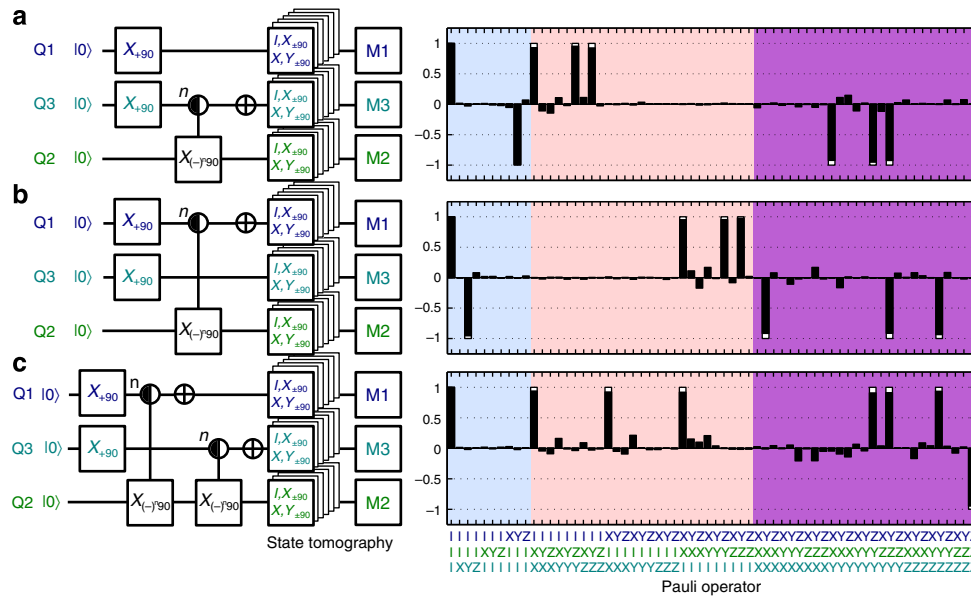 a
Q1 |0⟩ X+90 I,X±90 X,Y±90 M1
Q3 |0⟩ X+90 n I,X±90 X,Y±90 M3
Q2 |0⟩ X(−)ⁿ90 I,X±90 X,Y±90 M2
1
0.5
0
−0.5
−1
b
Q1 |0⟩ X+90 n I,X±90 X,Y±90 M1
Q3 |0⟩ X+90 I,X±90 X,Y±90 M3
Q2 |0⟩ X(−)ⁿ90 I,X±90 X,Y±90 M2
1
0.5
0
−0.5
−1
c
Q1 |0⟩ X+90 n I,X±90 X,Y±90 M1
Q3 |0⟩ X+90 n I,X±90 X,Y±90 M3
Q2 |0⟩ X(−)ⁿ90 X(−)ⁿ90 I,X±90 X,Y±90 M2
State tomography
1
0.5
0
−0.5
−1
IIIIIIIXYZIIIIIIIIIXYZXYZXYZXYZXYZXYZXYZXYZXYZXYZXYZXYZXYZXYZXYZ
IIIIXYZIIIXYZXYZXYZIIIIIIIIIXXXYYYZZZXXXYYYZZZXXXYYYZZZXXXYYYZZZ
IXYZIIIIIIXXXYYYZZZXXXYYYZZZIIIIIIIIIXXXXXXXXXYYYYYYYYYZZZZZZZZZ
Pauli operator